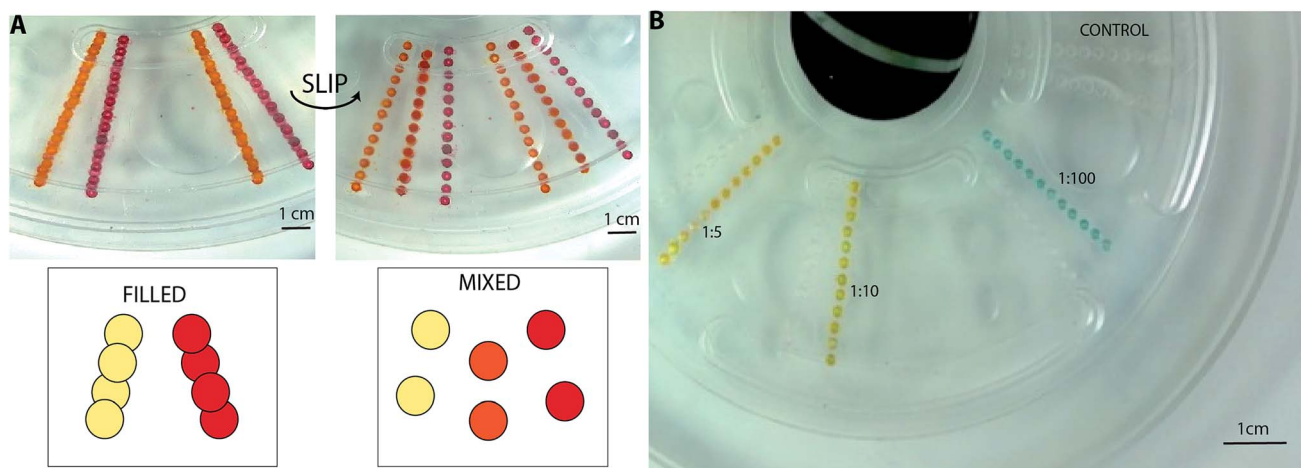 A
SLIP
1 cm
1 cm
FILLED
MIXED
B
CONTROL
1:100
1:5
1:10
1cm